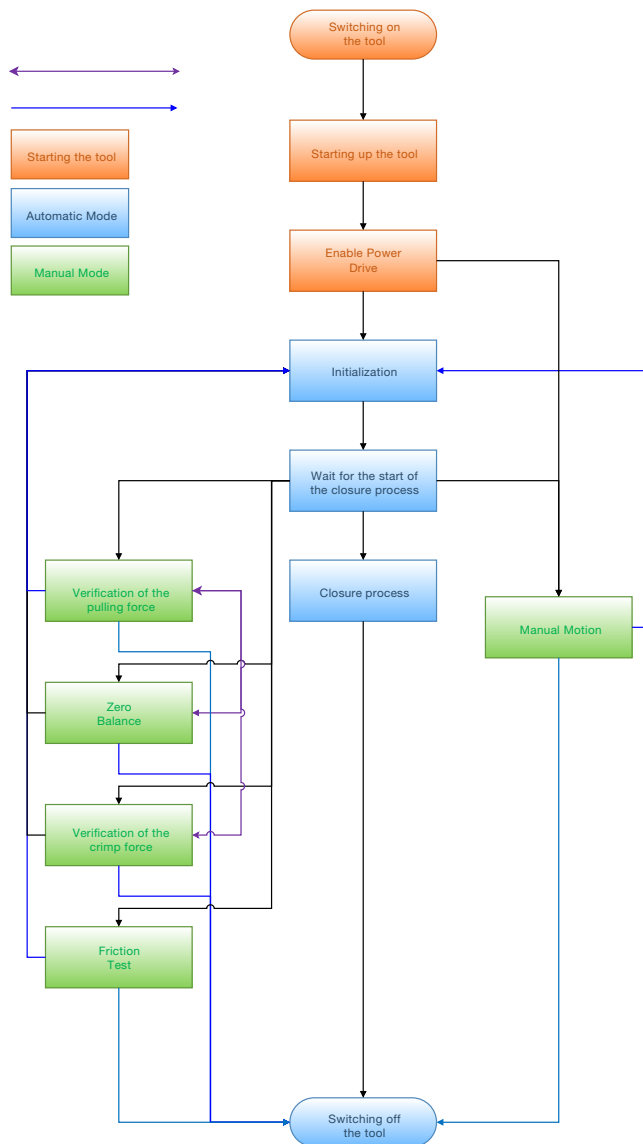 Switching on
the tool
Starting the tool
Starting up the tool
Automatic Mode
Manual Mode
Enable Power
Drive
Initialization
Wait for the start of
the closure process
Verification of the
pulling force
Closure process
Manual Motion
Zero
Balance
Verification of the
crimp force
Friction
Test
Switching off
the tool